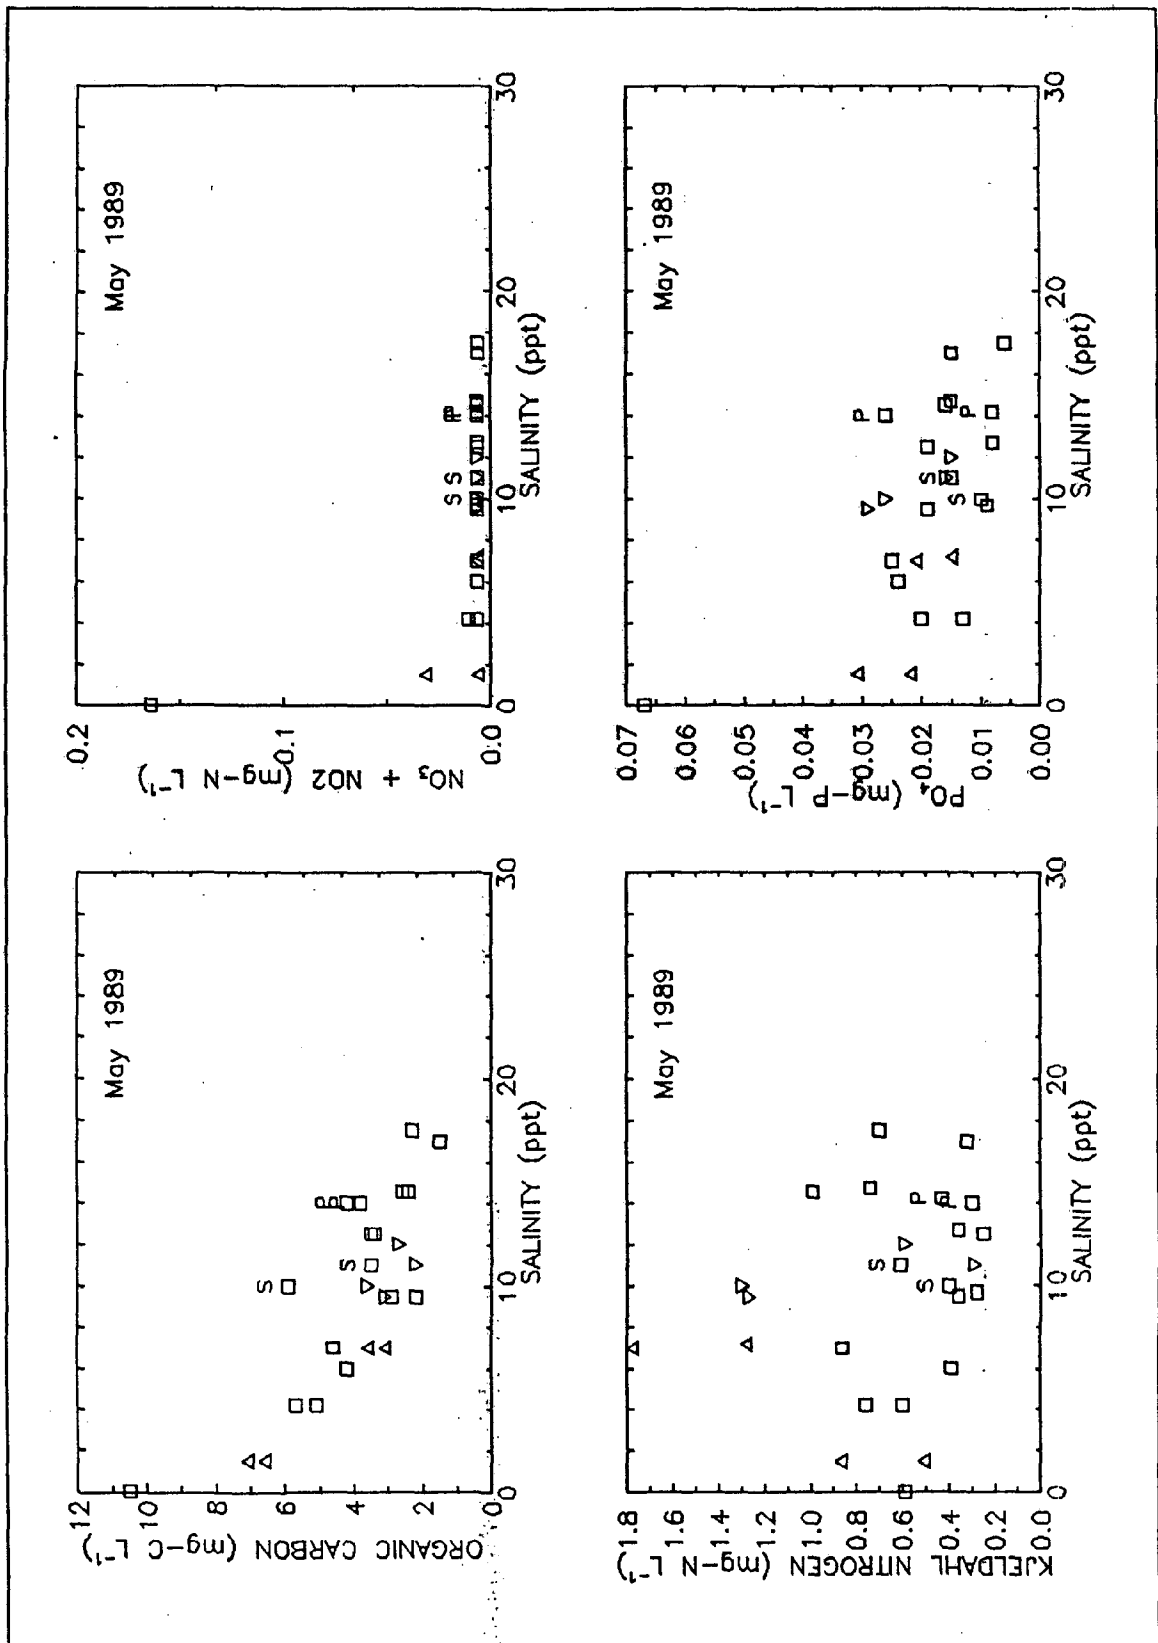 May 1989
ORGANIC CARBON (mg-C L⁻¹)
12
10
8
6
4
2
0
0
10
20
30
SALINITY (ppt)
S
S
P
P
May 1989
NO₃ + NO2 (mg-N L⁻¹)
0.2
0.1
0.0
0
10
20
30
SALINITY (ppt)
S
S
P
P
May 1989
KJELDAHL NITROGEN (mg-N L⁻¹)
1.8
1.6
1.4
1.2
1.0
0.8
0.6
0.4
0.2
0.0
0
10
20
30
SALINITY (ppt)
S
S
P
P
May 1989
PO₄ (mg-P L⁻¹)
0.07
0.06
0.05
0.04
0.03
0.02
0.01
0.00
0
10
20
30
SALINITY (ppt)
S
S
P
P